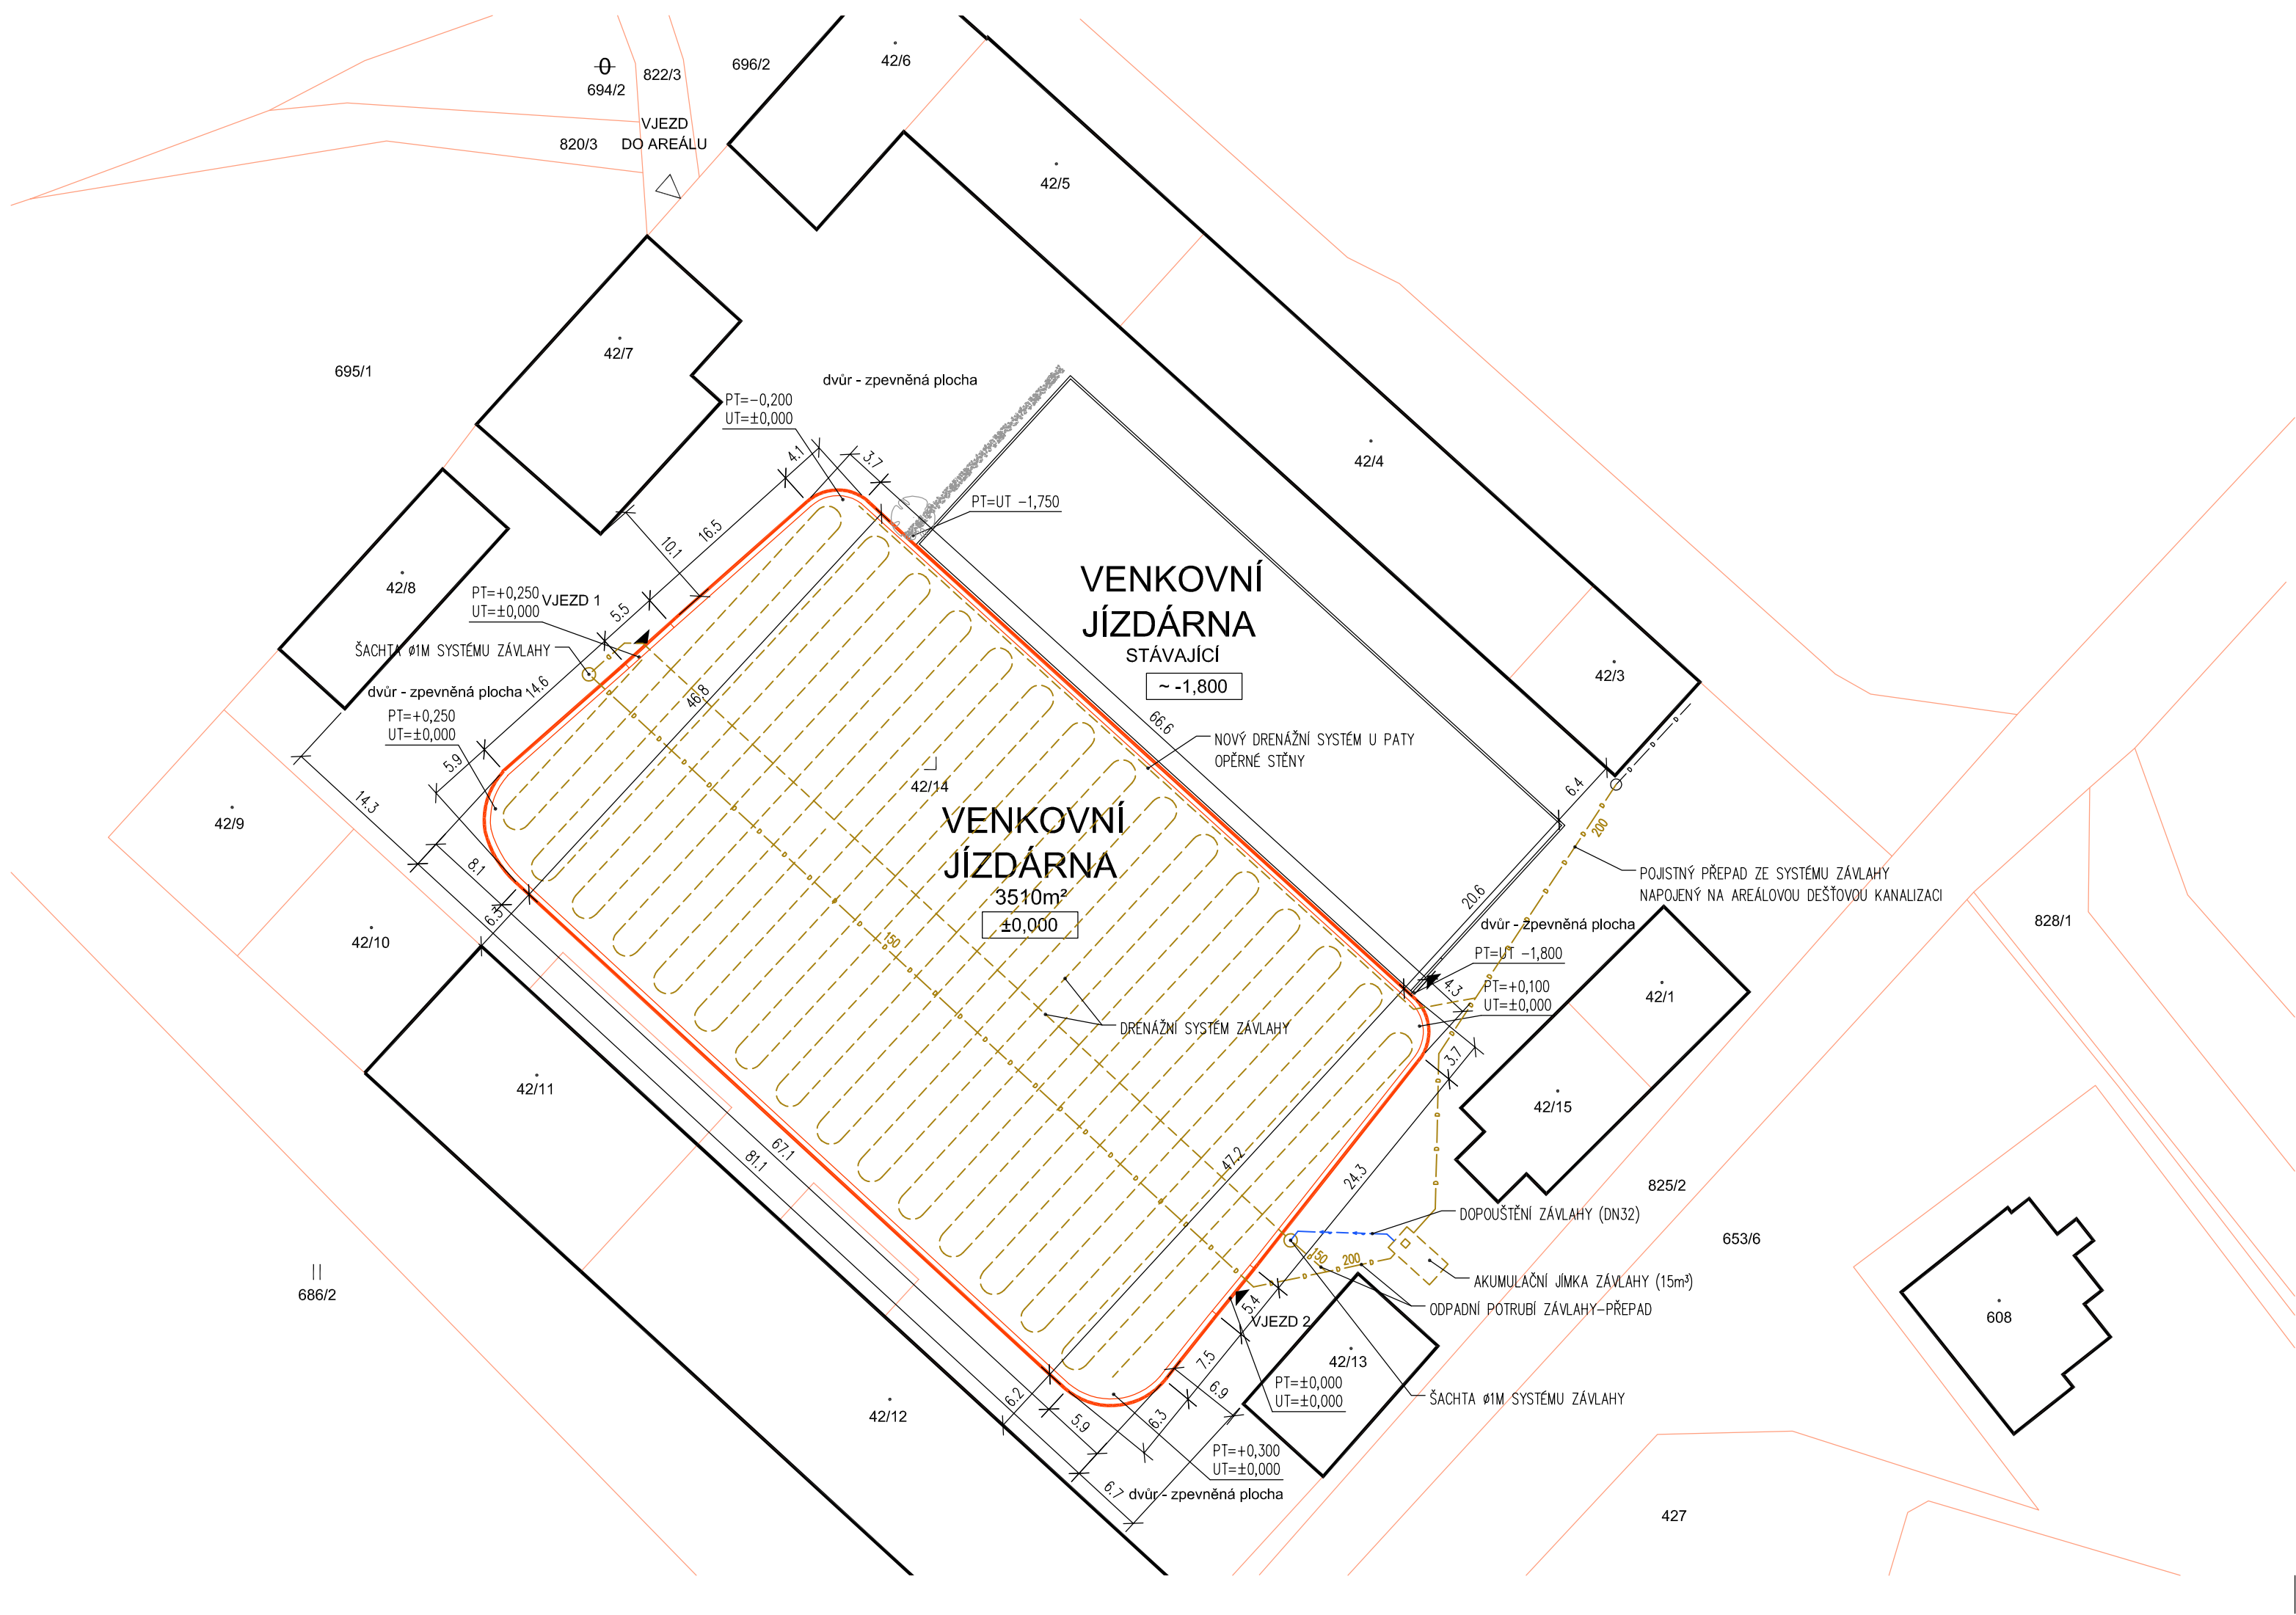 694/2
822/3
696/2
42/6
VJEZD
DO AREÁLU
820/3
42/5
42/7
695/1
dvůr - zpevněná plocha
PT=-0,200
UT=±0,000
4.1
3.7
42/4
PT=UT -1,750
16.5
10.1
42/8
PT=+0,250
UT=±0,000
VJEZD 1
5.5
VENKOVNÍ
JÍZDÁRNA
STÁVAJÍCÍ
~ -1,800
ŠACHTA ø1M SYSTÉMU ZÁVLAHY
42/3
dvůr - zpevněná plocha
14.6
46.8
PT=+0,250
UT=±0,000
66.6
NOVÝ DRENÁŽNÍ SYSTÉM U PATY
OPĚRNÉ STĚNY
5.9
42/14
6.4
14.3
42/9
VENKOVNÍ
JÍZDÁRNA
3510m²
±0,000
200
8.1
POJISTNÝ PŘEPAD ZE SYSTÉMU ZÁVLAHY
NAPOJENÝ NA AREÁLOVOU DEŠŤOVOU KANALIZACI
20.6
6.3
42/10
150
dvůr - zpevněná plocha
828/1
PT=UT -1,800
4.3
PT=+0,100
UT=±0,000
42/1
DRENÁŽNÍ SYSTÉM ZÁVLAHY
3.7
42/11
42/15
67.1
81.1
47.2
24.3
825/2
DOPOUŠTĚNÍ ZÁVLAHY (DN32)
653/6
150
200
AKUMULAČNÍ JÍMKA ZÁVLAHY (15m³)
ODPADNÍ POTRUBÍ ZÁVLAHY-PŘEPAD
686/2
5.4
VJEZD 2
608
42/13
7.5
6.9
PT=±0,000
UT=±0,000
ŠACHTA ø1M SYSTÉMU ZÁVLAHY
6.2
5.9
6.3
42/12
PT=+0,300
UT=±0,000
6.7
dvůr - zpevněná plocha
427